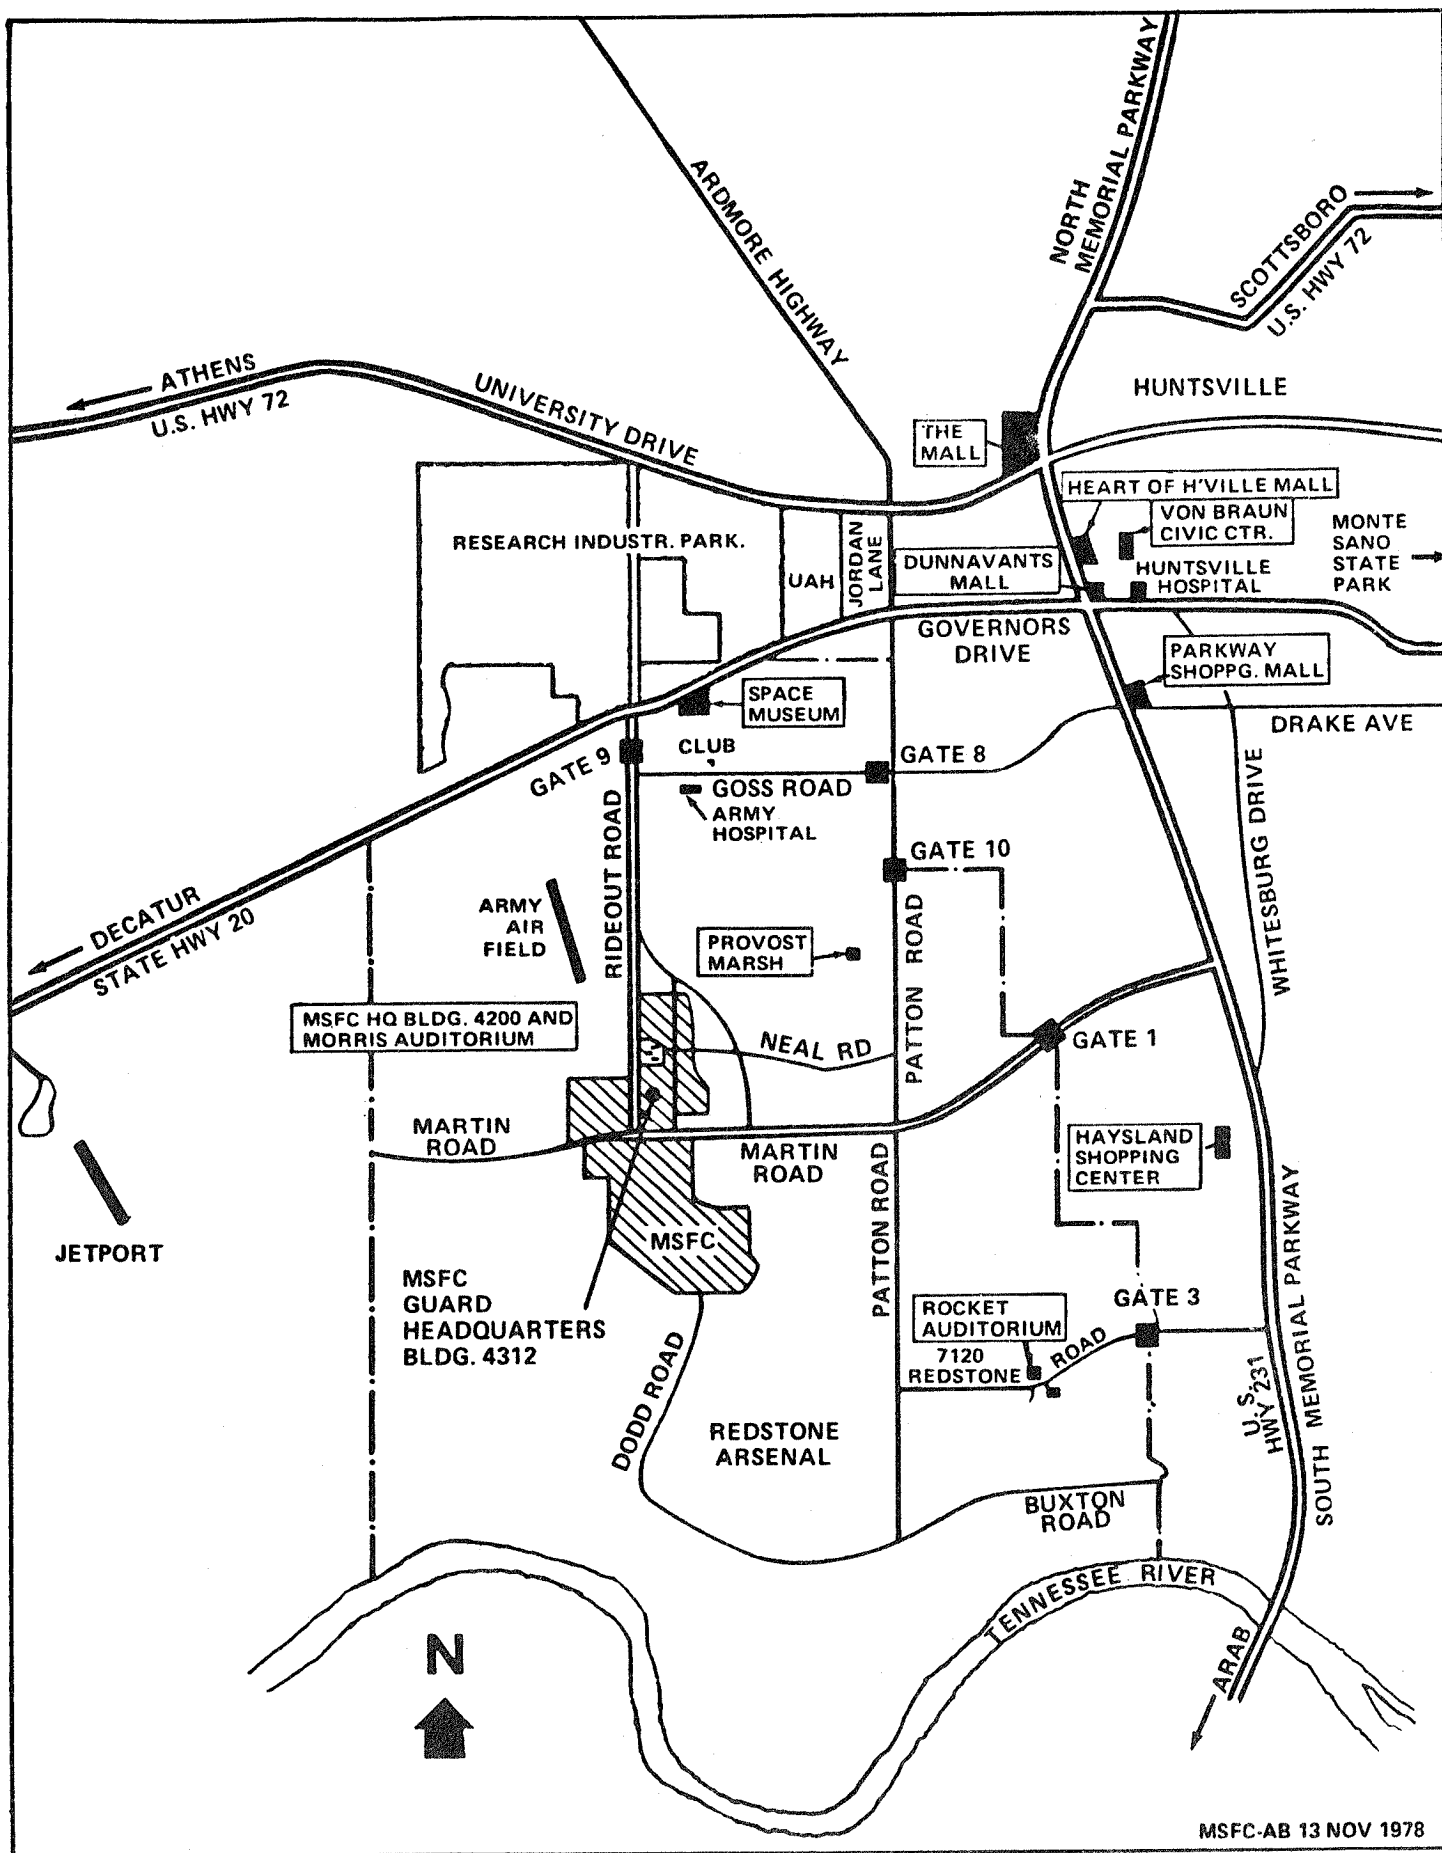 NORTH
MEMORIAL PARKWAY
ARDMORE HIGHWAY
SCOTTSBORO
U.S. HWY 72
ATHENS
U.S. HWY 72
UNIVERSITY DRIVE
HUNTSVILLE
THE
MALL
HEART OF H'VILLE MALL
VON BRAUN
CIVIC CTR.
MONTE
SANO
STATE
PARK
RESEARCH INDUSTR. PARK.
UAH
JORDAN
LANE
DUNNAVANTS
MALL
HUNTSVILLE
HOSPITAL
GOVERNORS
DRIVE
PARKWAY
SHOPPG. MALL
SPACE
MUSEUM
DRAKE AVE
GATE 9
CLUB
GATE 8
GOSS ROAD
ARMY
HOSPITAL
WHITESBURG DRIVE
RIDEOUT ROAD
GATE 10
DECATUR
STATE HWY 20
ARMY
AIR
FIELD
PROVOST
MARSH
PATTON ROAD
MSFC HQ BLDG. 4200 AND
MORRIS AUDITORIUM
NEAL RD
GATE 1
MARTIN
ROAD
MARTIN
ROAD
HAYSLAND
SHOPPING
CENTER
PATTON ROAD
JETPORT
MSFC
MSFC
GUARD
HEADQUARTERS
BLDG. 4312
GATE 3
ROCKET
AUDITORIUM
7120
REDSTONE ROAD
DODD ROAD
REDSTONE
ARSENAL
U.S.
HWY 231
SOUTH MEMORIAL PARKWAY
BUXTON
ROAD
TENNESSEE RIVER
ARAB
N
MSFC-AB 13 NOV 1978